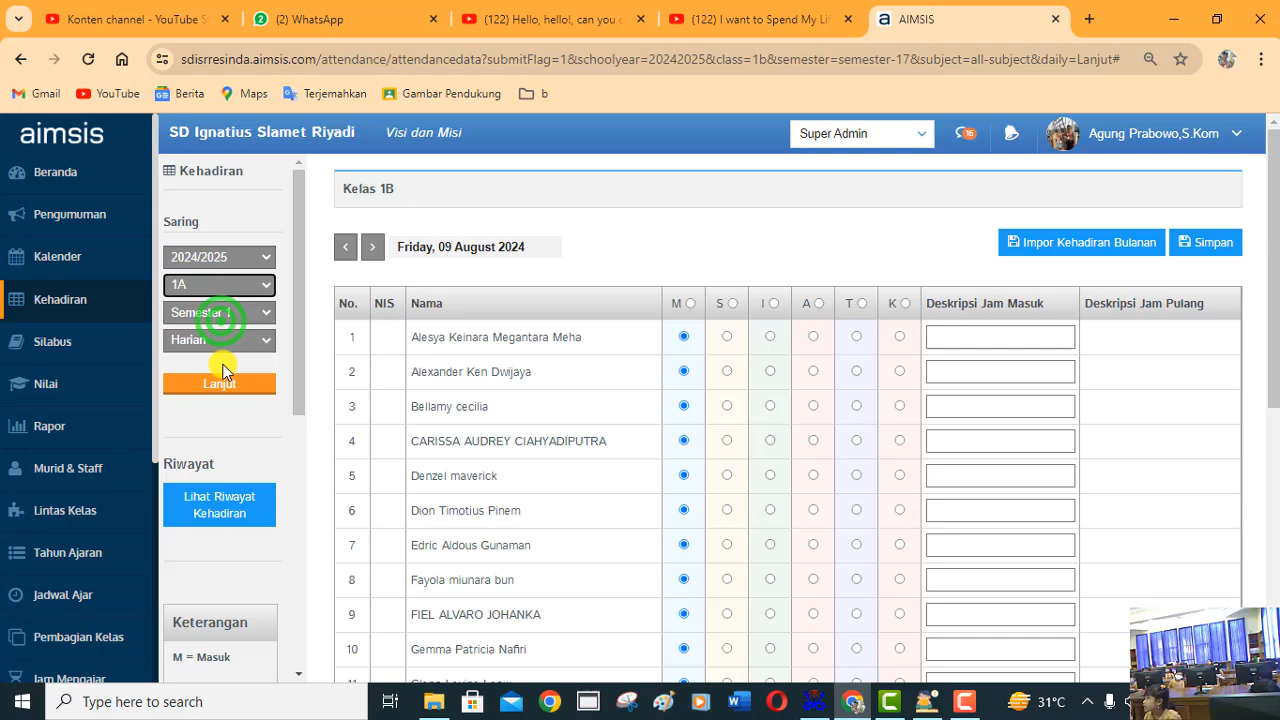 Konten channel - YouTube S
(2) WhatsApp
(122) Hello, hello!, can you c
(122) I want to Spend My Li
a AIMSIS
sdisrresinda.aimsis.com/attendance/attendancedata?submitFlag=1&schoolyear=20242025&class=1b&semester=semester-17&subject=all-subject&daily=Lanjut#
Gmail
YouTube
Berita
Maps
Terjemahkan
Gambar Pendukung
b
aimsis
SD Ignatius Slamet Riyadi
Visi dan Misi
Super Admin
16
Agung Prabowo,S.Kom
Beranda
Pengumuman
Kalender
Kehadiran
Silabus
Nilai
Rapor
Murid & Staff
Lintas Kelas
Tahun Ajaran
Jadwal Ajar
Pembagian Kelas
Jam Mengajar
Kehadiran
Saring
2024/2025
1A
Semester 1
Harian
Lanjut
Riwayat
Lihat Riwayat
Kehadiran
Keterangan
M = Masuk
Kelas 1B
Friday, 09 August 2024
Impor Kehadiran Bulanan
Simpan
No. NIS Nama M S I A T K Deskripsi Jam Masuk Deskripsi Jam Pulang
1 Alesya Keinara Megantara Meha
2 Alexander Ken Dwijaya
3 Bellamy cecilia
4 CARISSA AUDREY CIAHYADIPUTRA
5 Denzel maverick
6 Dion Timotius Pinem
7 Edric Aldous Gunaman
8 Fayola miunara bun
9 FIEL ALVARO JOHANKA
10 Gemma Patricia Nafiri
Type here to search
31°C